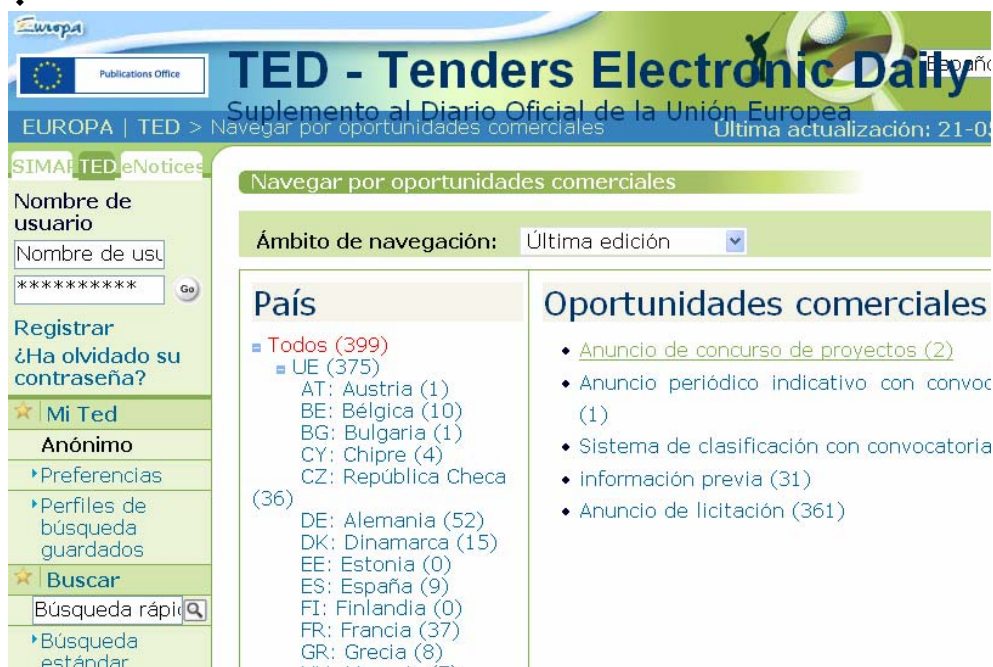 Europa
Publications Office
TED - Tenders Electronic Daily
Suplemento al Diario Oficial de la Unión Europea
EUROPA | TED > Navegar por oportunidades comerciales
Última actualización: 21-05
SIMAP TED eNotices
Nombre de usuario
Nombre de usu
********** Go
Registrar
¿Ha olvidado su contraseña?
Mi Ted
Anónimo
Preferencias
Perfiles de búsqueda guardados
Buscar
Búsqueda rápi
Búsqueda estándar
Navegar por oportunidades comerciales
Ámbito de navegación: Última edición
País
Todos (399)
UE (375)
AT: Austria (1)
BE: Bélgica (10)
BG: Bulgaria (1)
CY: Chipre (4)
CZ: República Checa (36)
DE: Alemania (52)
DK: Dinamarca (15)
EE: Estonia (0)
ES: España (9)
FI: Finlandia (0)
FR: Francia (37)
GR: Grecia (8)
Oportunidades comerciales
Anuncio de concurso de proyectos (2)
Anuncio periódico indicativo con convoc
(1)
Sistema de clasificación con convocatoria
información previa (31)
Anuncio de licitación (361)